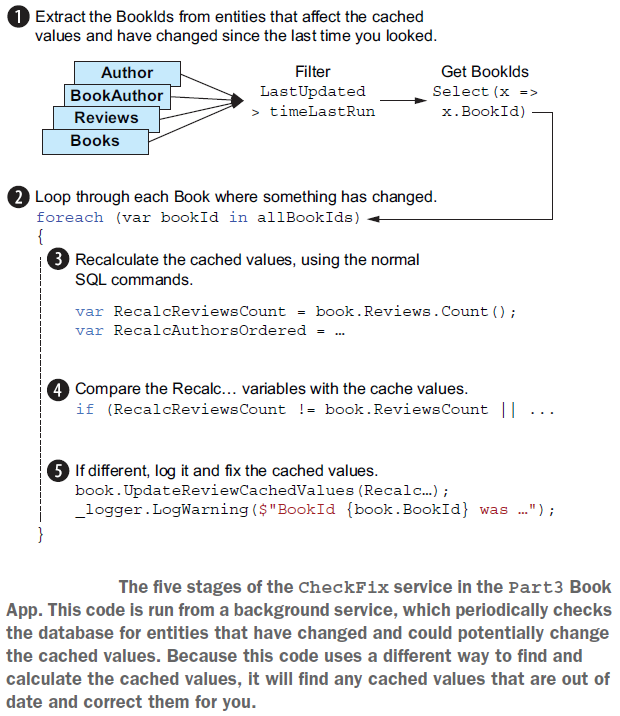 1 Extract the BookIds from entities that affect the cached
values and have changed since the last time you looked.
Author
BookAuthor
Reviews
Books
Filter
LastUpdated
> timeLastRun
Get BookIds
Select(x =>
x.BookId)
2 Loop through each Book where something has changed.
foreach (var bookId in allBookIds)
{
3 Recalculate the cached values, using the normal
SQL commands.
var RecalcReviewsCount = book.Reviews.Count();
var RecalcAuthorsOrdered = …
4 Compare the Recalc… variables with the cache values.
if (RecalcReviewsCount != book.ReviewsCount || ...
5 If different, log it and fix the cached values.
book.UpdateReviewCachedValues(Recalc…);
_logger.LogWarning($"BookId {book.BookId} was …");
}
The five stages of the CheckFix service in the Part3 Book
App. This code is run from a background service, which periodically checks
the database for entities that have changed and could potentially change
the cached values. Because this code uses a different way to find and
calculate the cached values, it will find any cached values that are out of
date and correct them for you.